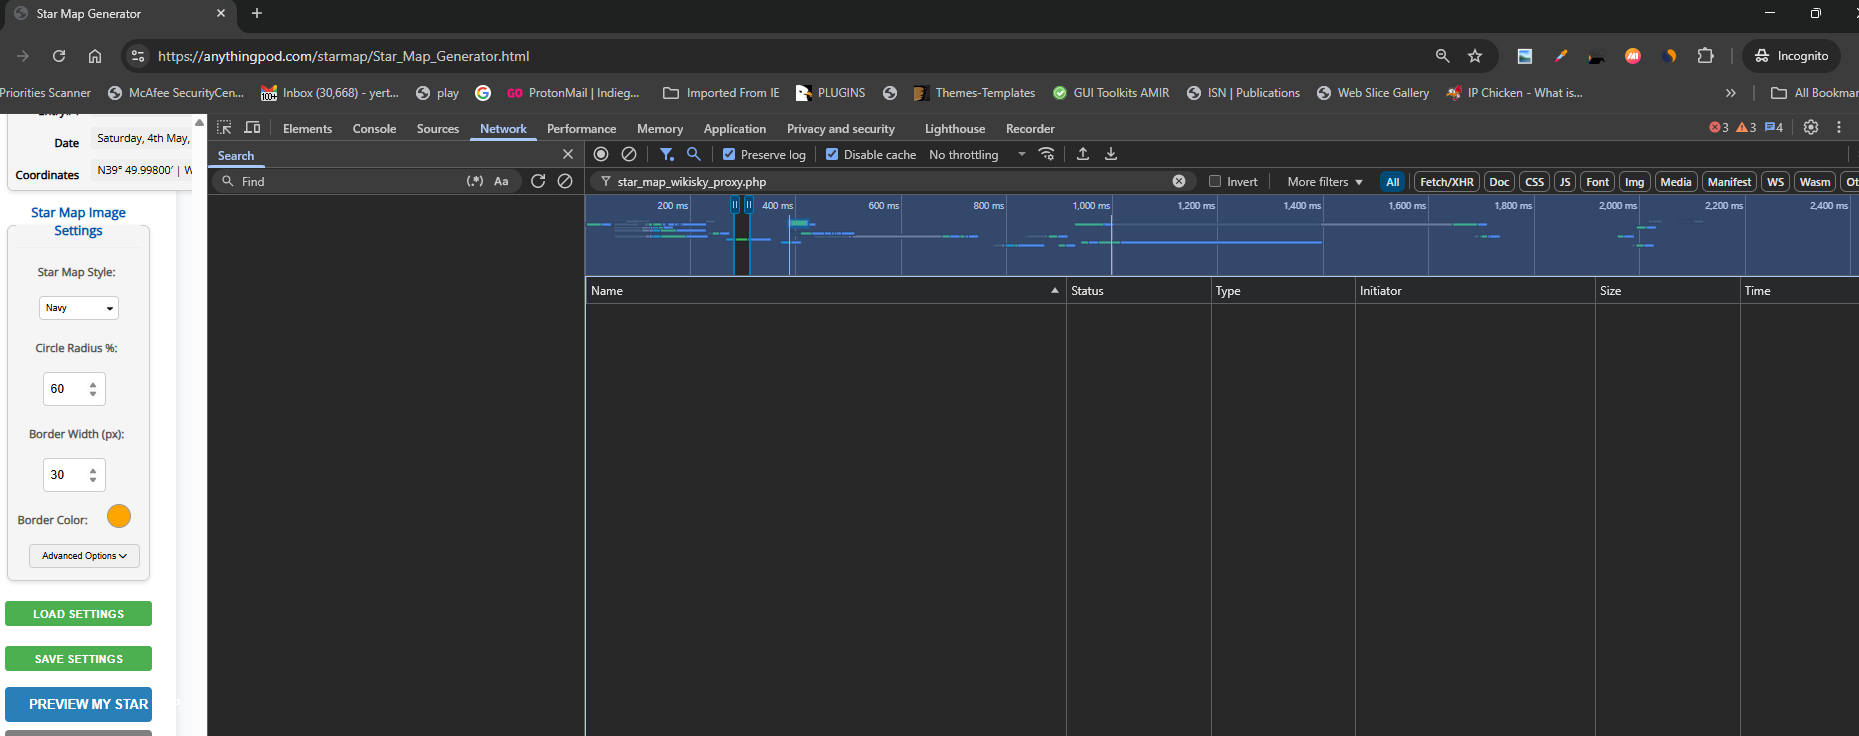 Star Map Generator
https://anythingpod.com/starmap/Star_Map_Generator.html
Incognito
Priorities Scanner
McAfee SecurityCen...
100+
Inbox (30,668) - yert...
play
GO ProtonMail | Indieg...
Imported From IE
PLUGINS
Themes-Templates
GUI Toolkits AMIR
ISN | Publications
Web Slice Gallery
IP Chicken - What is...
»
All Bookmar
Date
Saturday, 4th May,
Coordinates
N39° 49.99800' | W
Star Map Image
Settings
Star Map Style:
Navy
Circle Radius %:
60
Border Width (px):
30
Border Color:
Advanced Options
LOAD SETTINGS
SAVE SETTINGS
PREVIEW MY STAR
Elements Console Sources Network Performance Memory Application Privacy and security Lighthouse Recorder
3 3 4
Search
Find
(.*) Aa
Preserve log
Disable cache
No throttling
star_map_wikisky_proxy.php
Invert
More filters
All Fetch/XHR Doc CSS JS Font Img Media Manifest WS Wasm Ot
200 ms 400 ms 600 ms 800 ms 1,000 ms 1,200 ms 1,400 ms 1,600 ms 1,800 ms 2,000 ms 2,200 ms 2,400 ms
Name Status Type Initiator Size Time